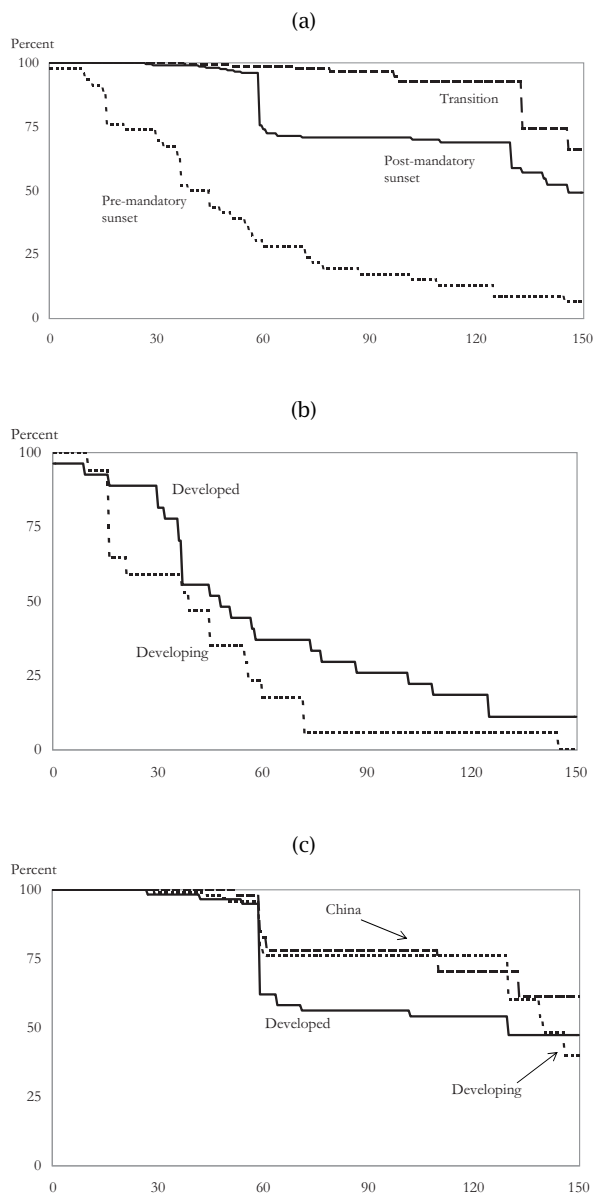 (a)
Percent
100
75
50
25
0
Transition
Post-mandatory
sunset
Pre-mandatory
sunset
0 30 60 90 120 150
(b)
Percent
100
75
50
25
0
Developed
Developing
0 30 60 90 120 150
(c)
Percent
100
75
50
25
0
China
Developed
Developing
0 30 60 90 120 150